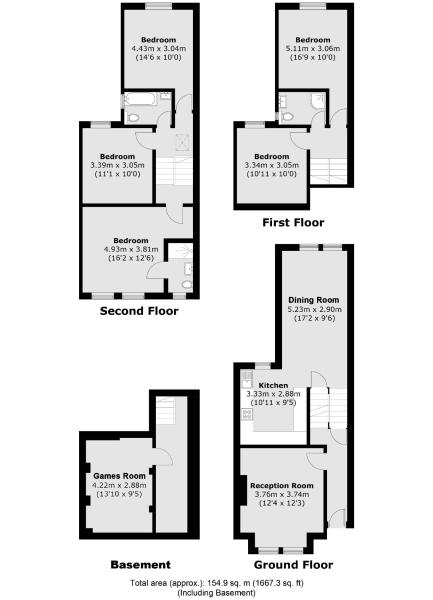 Bedroom
4.43m x 3.04m
(14'6 x 10'0)
Bedroom
3.39m x 3.05m
(11'1 x 10'0)
Bedroom
4.93m x 3.81m
(16'2 x 12'6)
Second Floor
Bedroom
5.11m x 3.06m
(16'9 x 10'0)
Bedroom
3.34m x 3.05m
(10'11 x 10'0)
First Floor
Dining Room
5.23m x 2.90m
(17'2 x 9'6)
Kitchen
3.33m x 2.88m
(10'11 x 9'5)
Reception Room
3.76m x 3.74m
(12'4 x 12'3)
Ground Floor
Games Room
4.22m x 2.88m
(13'10 x 9'5)
Basement
Total area (approx.): 154.9 sq. m (1667.3 sq. ft)
(Including Basement)